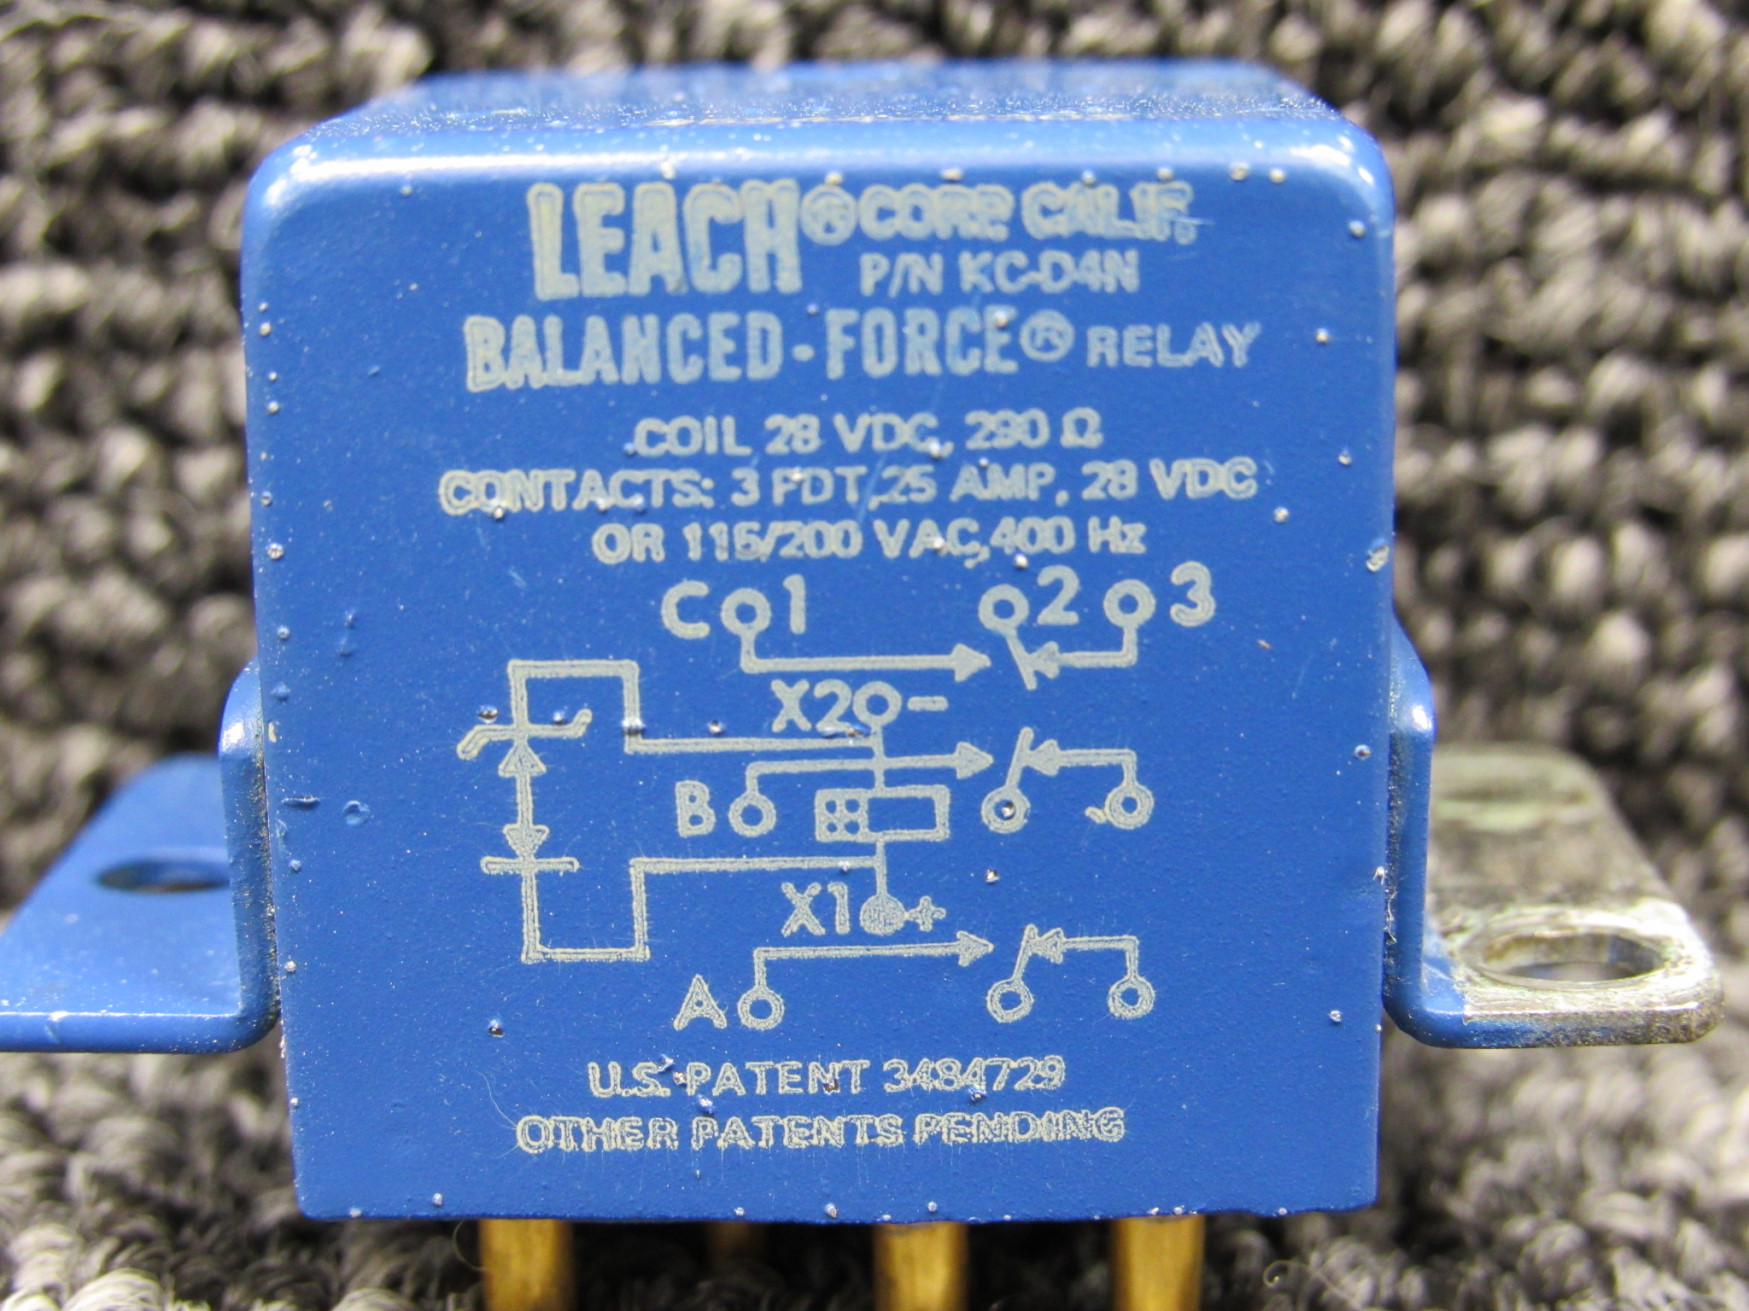 LEACH® CORP. CALIF.
P/N KC-D4N
BALANCED-FORCE® RELAY
COIL 28 VDC, 290 Ω
CONTACTS: 3 PDT, 25 AMP, 28 VDC
OR 115/200 VAC, 400 Hz
C 1 2 3
X2 -
B
X1 +
A
U.S. PATENT 3484729
OTHER PATENTS PENDING